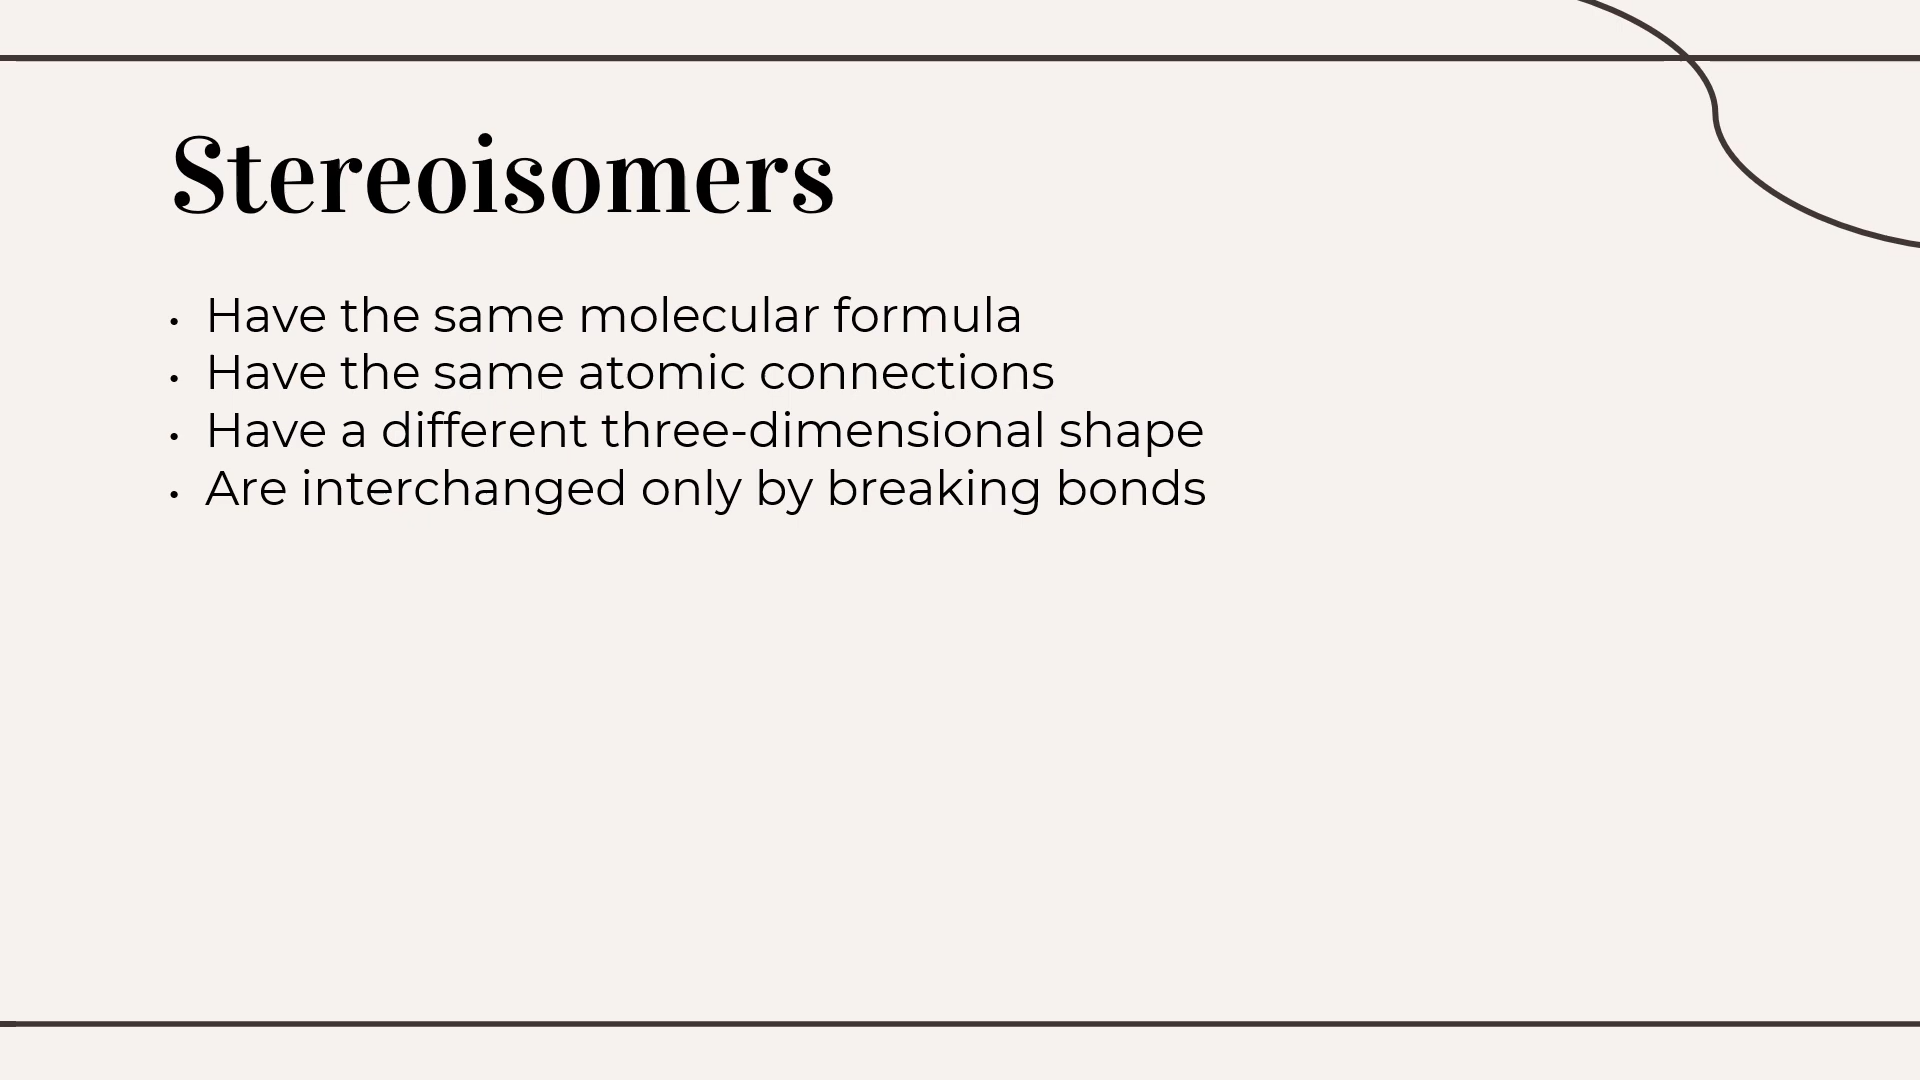 Stereoisomers
• Have the same molecular formula
• Have the same atomic connections
• Have a different three-dimensional shape
• Are interchanged only by breaking bonds